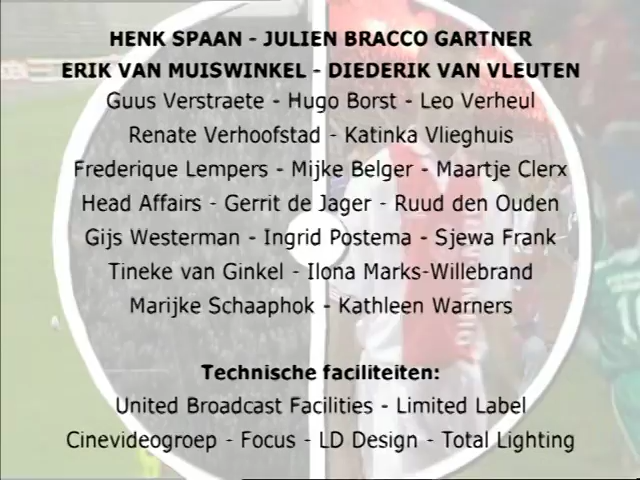 HENK SPAAN - JULIEN BRACCO GARTNER
ERIK VAN MUISWINKEL - DIEDERIK VAN VLEUTEN
Guus Verstraete - Hugo Borst - Leo Verheul
Renate Verhoofstad - Katinka Vlieghuis
Frederique Lempers - Mijke Belger - Maartje Clerx
Head Affairs - Gerrit de Jager - Ruud den Ouden
Gijs Westerman - Ingrid Postema - Sjewa Frank
Tineke van Ginkel - Ilona Marks-Willebrand
Marijke Schaaphok - Kathleen Warners
Technische faciliteiten:
United Broadcast Facilities - Limited Label
Cinevideogroep - Focus - LD Design - Total Lighting